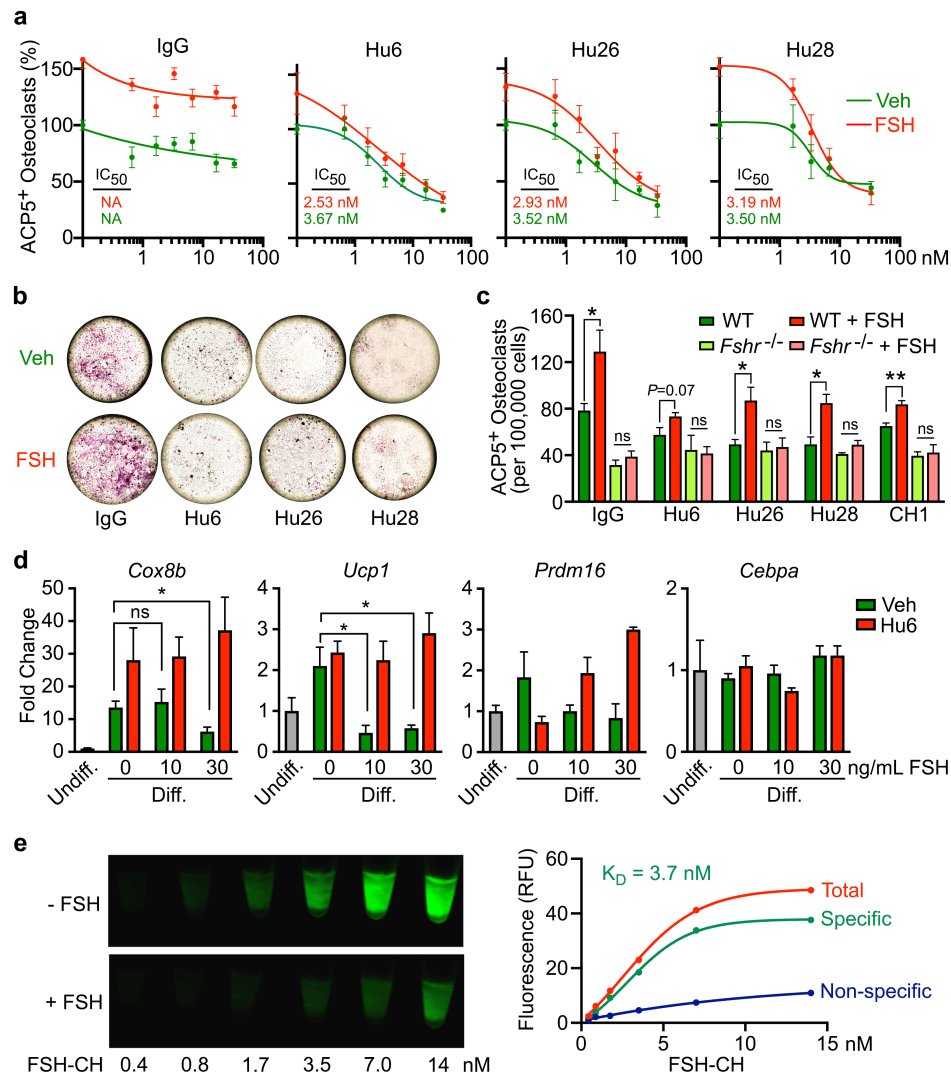 a
IgG
Hu6
Hu26
Hu28
ACP5+ Osteoclasts (%)
150
100
50
0
Veh
FSH
IC50
NA
NA
IC50
2.53 nM
3.67 nM
IC50
2.93 nM
3.52 nM
IC50
3.19 nM
3.50 nM
1 10 100
1 10 100
1 10 100
1 10 100 nM
b
Veh
FSH
IgG Hu6 Hu26 Hu28
c
ACP5+ Osteoclasts
(per 100,000 cells)
160
120
80
40
0
WT WT + FSH
Fshr-/- Fshr-/- + FSH
* P=0.07 * * **
ns ns ns ns ns
IgG Hu6 Hu26 Hu28 CH1
d
Cox8b
Ucp1
Prdm16
Cebpa
Fold Change
50
40
30
20
10
0
ns
*
4
3
2
1
0
*
*
4
3
2
1
0
2
1
0
Veh
Hu6
Undiff. 0 10 30
Diff.
Undiff. 0 10 30
Diff.
Undiff. 0 10 30
Diff.
Undiff. 0 10 30 ng/mL FSH
Diff.
e
- FSH
+ FSH
FSH-CH 0.4 0.8 1.7 3.5 7.0 14 nM
Fluorescence (RFU)
60
40
20
0
KD = 3.7 nM
Total
Specific
Non-specific
0 5 10 15 nM
FSH-CH